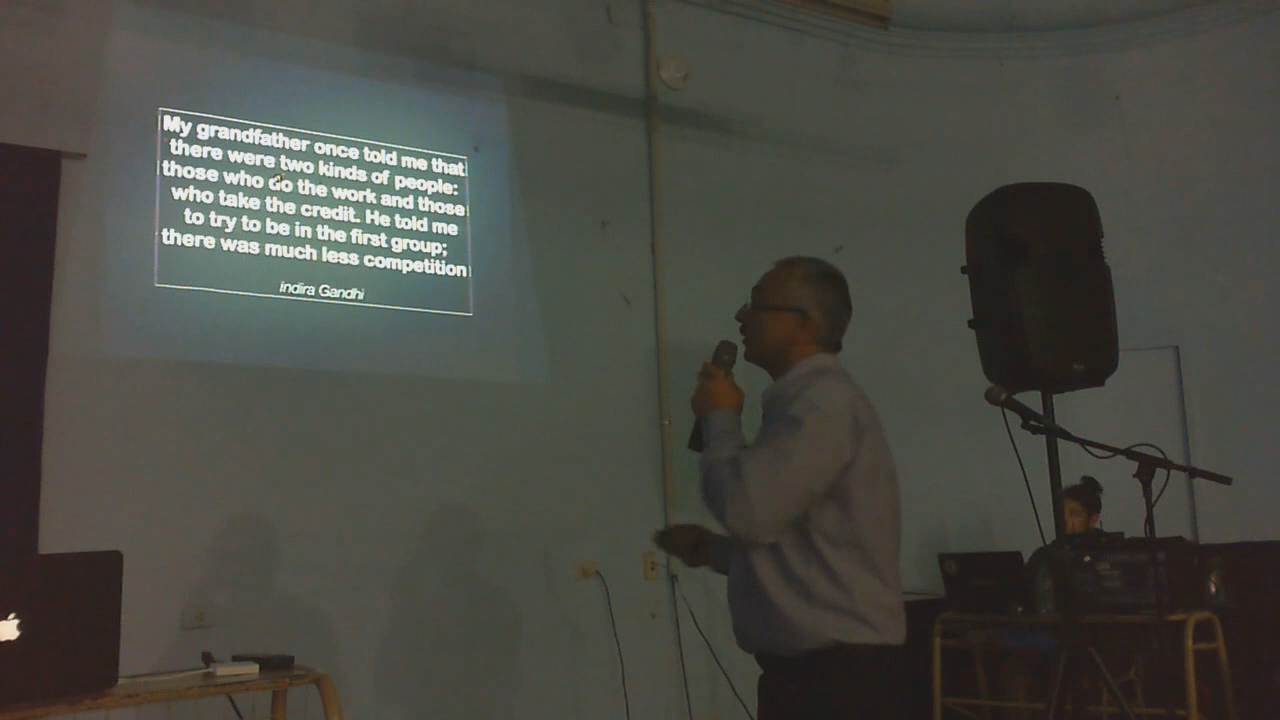 My grandfather once told me that
there were two kinds of people:
those who do the work and those
who take the credit. He told me
to try to be in the first group;
there was much less competition
Indira Gandhi